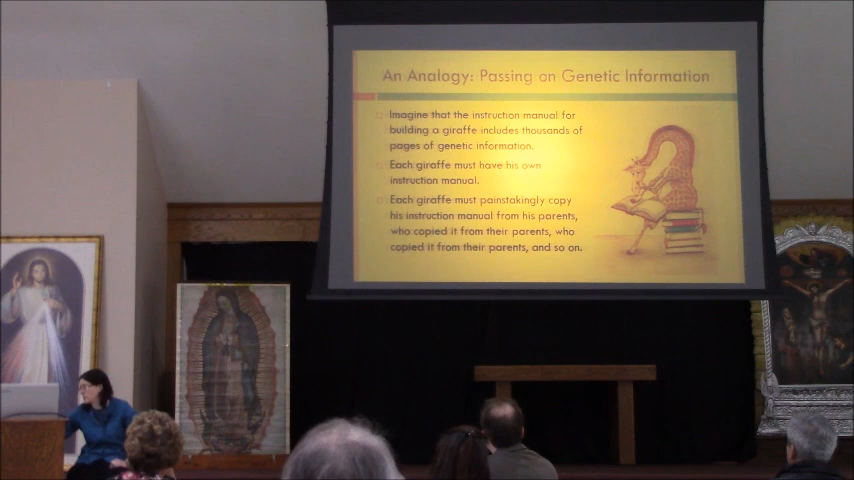 An Analogy: Passing on Genetic Information
Imagine that the instruction manual for
building a giraffe includes thousands of
pages of genetic information.
Each giraffe must have his own
instruction manual.
Each giraffe must painstakingly copy
his instruction manual from his parents,
who copied it from their parents, who
copied it from their parents, and so on.